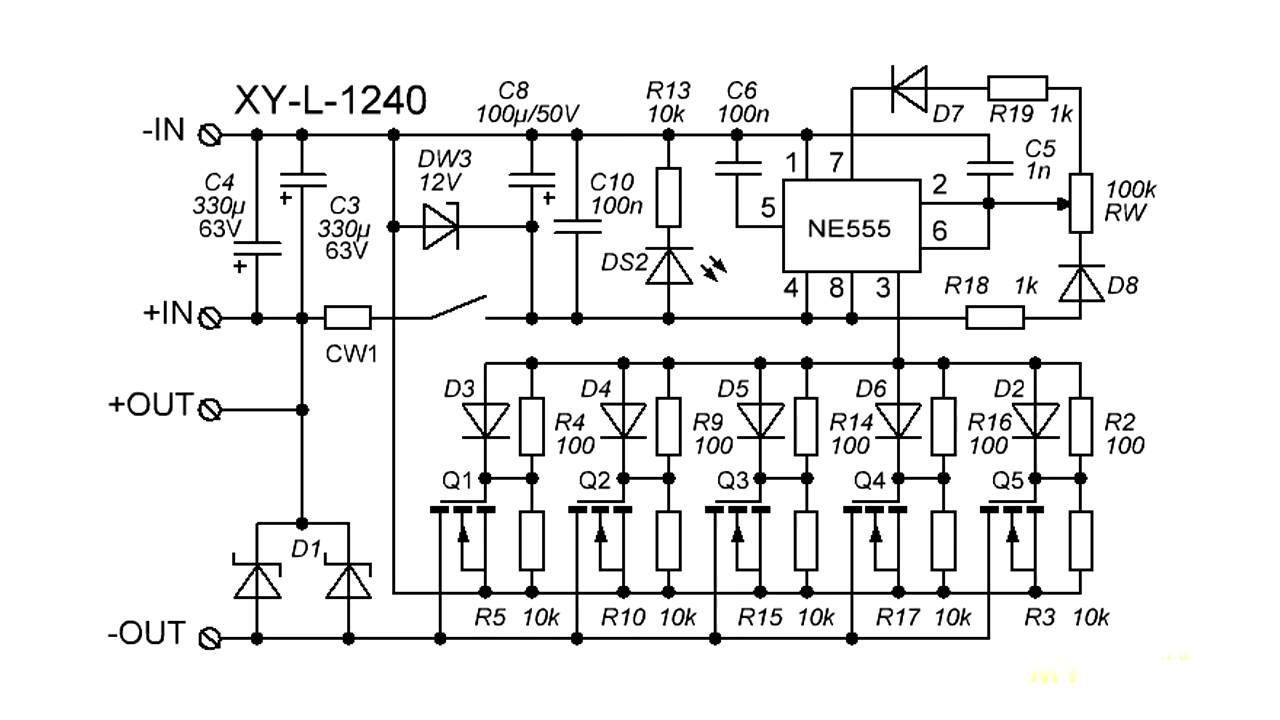 XY-L-1240
-IN
C4
330µ
63V
C3
330µ
63V
DW3
12V
C8
100µ/50V
C10
100n
R13
10k
DS2
C6
100n
1
7
5
NE555
2
6
4
8
3
D7
R19 1k
C5
1n
100k
RW
D8
R18 1k
+IN
CW1
+OUT
D3
R4
100
D4
R9
100
D5
R14
100
D6
R16
100
D2
R2
100
Q1
Q2
Q3
Q4
Q5
D1
R5 10k
R10 10k
R15 10k
R17 10k
R3 10k
-OUT